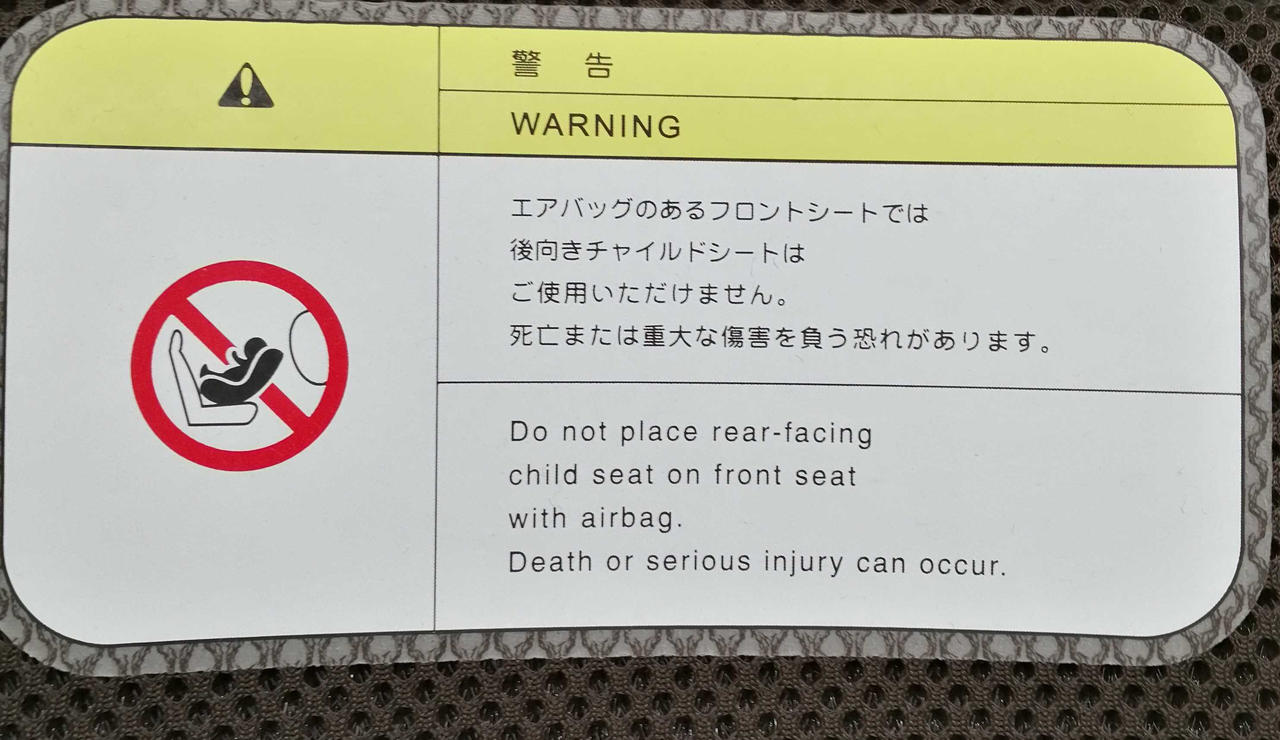 警 告
WARNING
エアバッグのあるフロントシートでは
後向きチャイルドシートは
ご使用いただけません。
死亡または重大な傷害を負う恐れがあります。
Do not place rear-facing
child seat on front seat
with airbag.
Death or serious injury can occur.